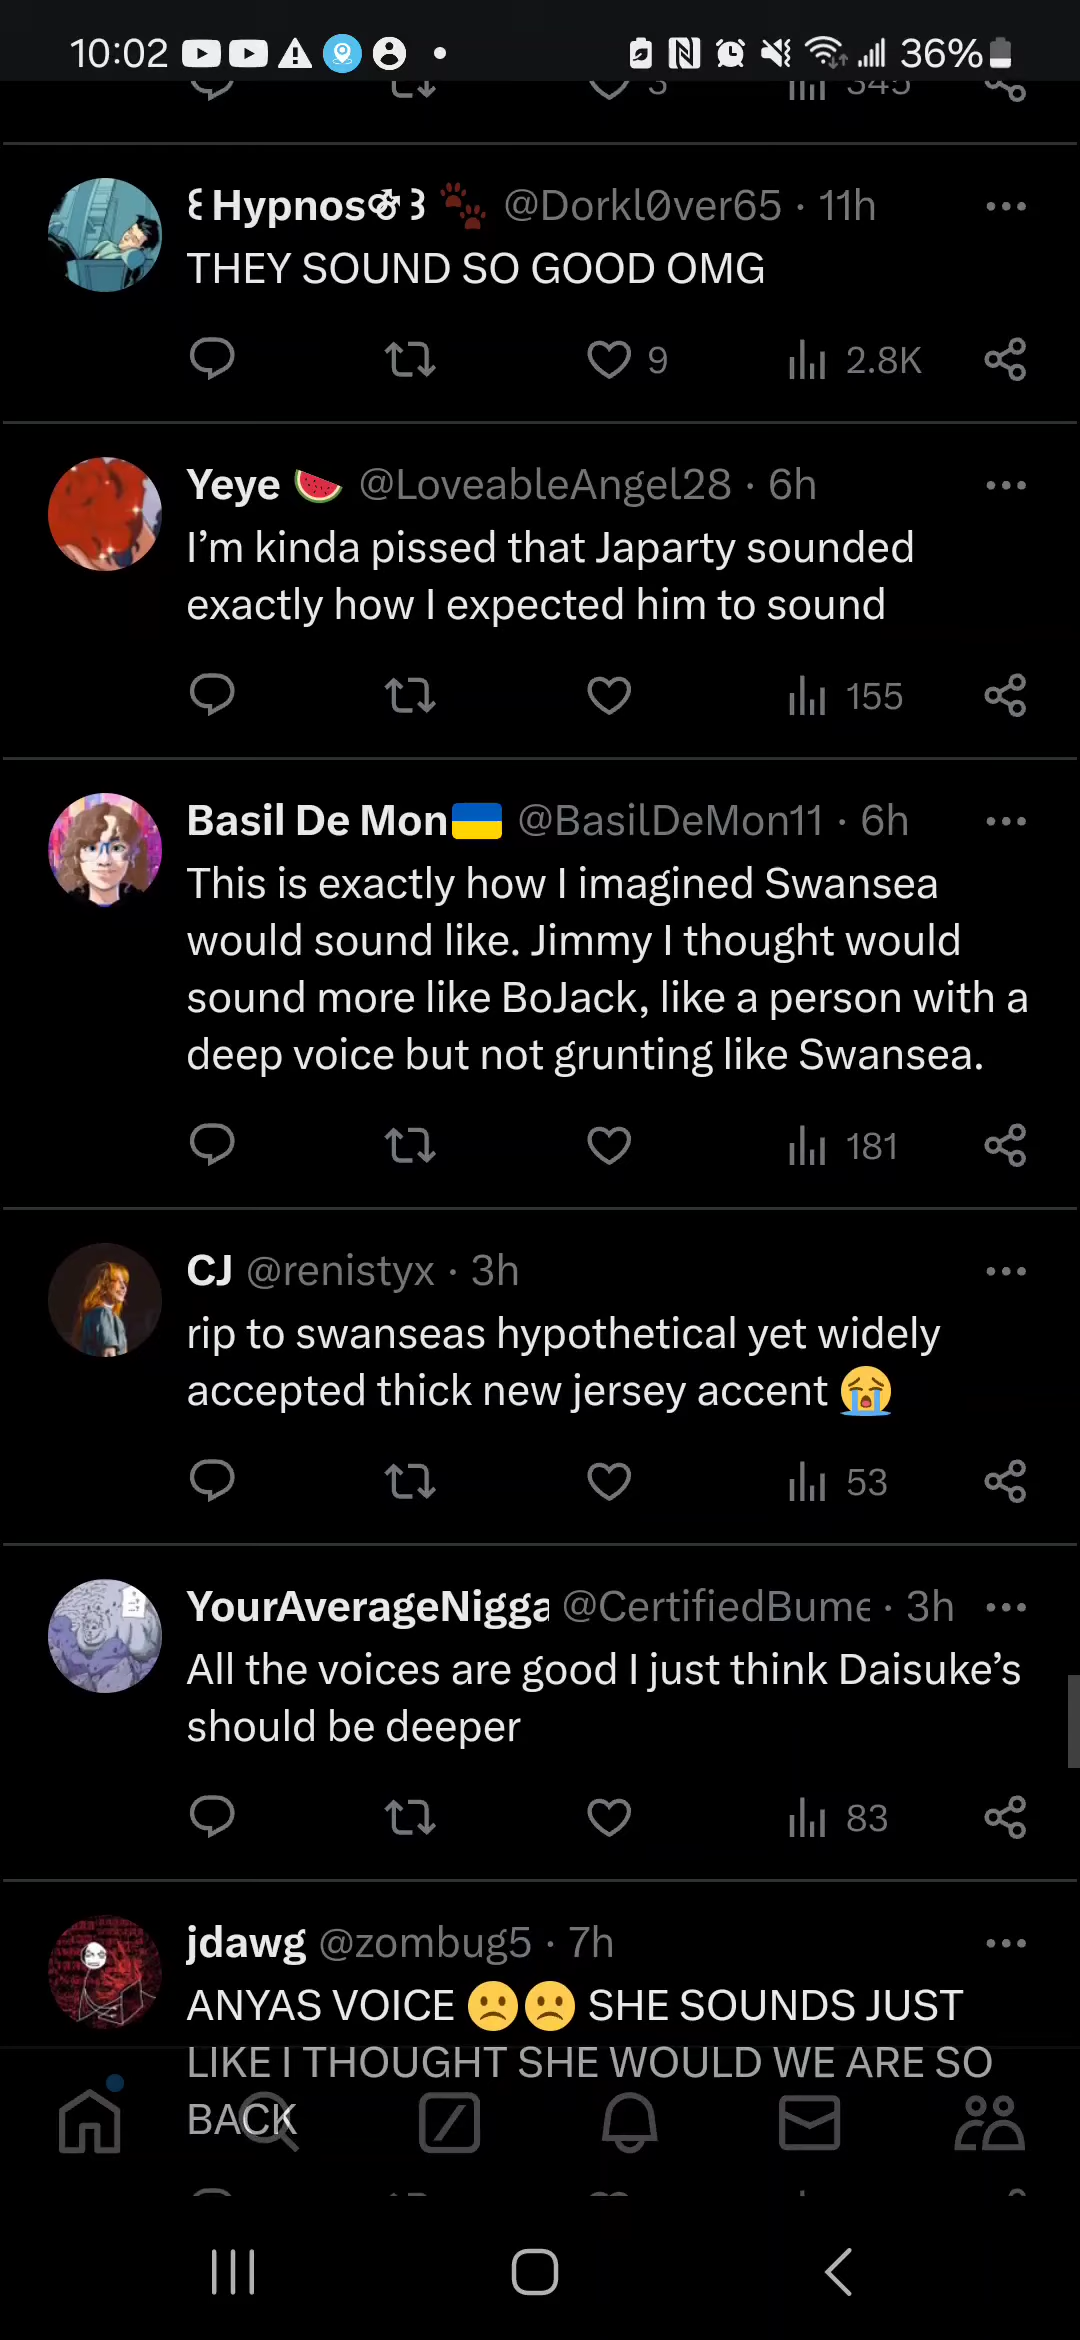 10:02 36%
3 345
꒰Hypnos⚣꒱ 🐾 @Dorkl0ver65 · 11h
THEY SOUND SO GOOD OMG
9 2.8K
Yeye 🍉 @LoveableAngel28 · 6h
I’m kinda pissed that Japarty sounded
exactly how I expected him to sound
155
Basil De Mon🇺🇦 @BasilDeMon11 · 6h
This is exactly how I imagined Swansea
would sound like. Jimmy I thought would
sound more like BoJack, like a person with a
deep voice but not grunting like Swansea.
181
CJ @renistyx · 3h
rip to swanseas hypothetical yet widely
accepted thick new jersey accent 😭
53
YourAverageNigga @CertifiedBume · 3h
All the voices are good I just think Daisuke’s
should be deeper
83
jdawg @zombug5 · 7h
ANYAS VOICE 🙁🙁 SHE SOUNDS JUST
LIKE I THOUGHT SHE WOULD WE ARE SO
BACK